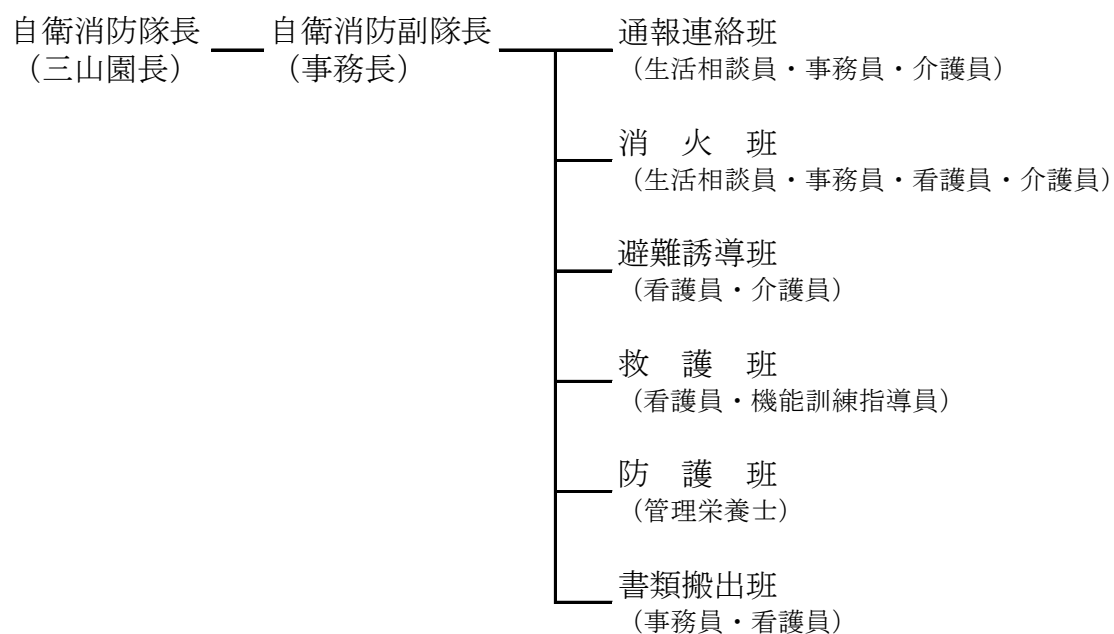 自衛消防隊長
（三山園長）
自衛消防副隊長
（事務長）
通報連絡班
（生活相談員・事務員・介護員）
消　火　班
（生活相談員・事務員・看護員・介護員）
避難誘導班
（看護員・介護員）
救　護　班
（看護員・機能訓練指導員）
防　護　班
（管理栄養士）
書類搬出班
（事務員・看護員）